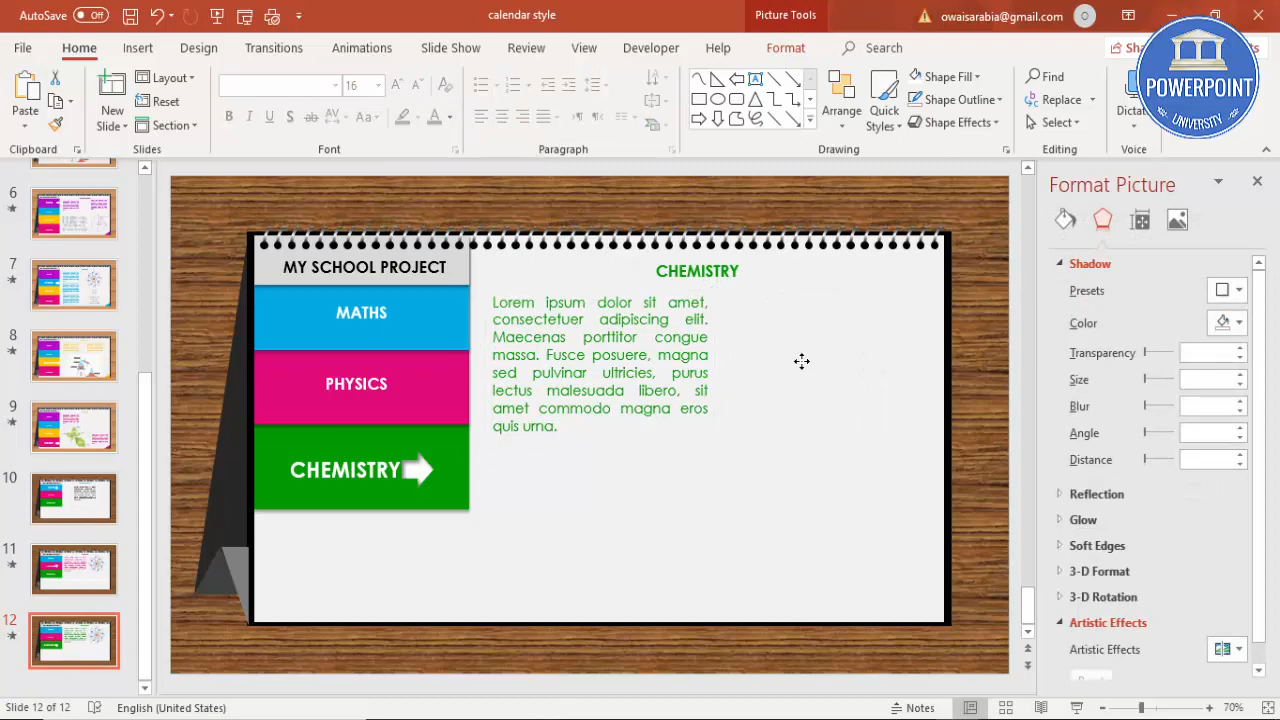 AutoSave Off
calendar style
Picture Tools
owaisarabia@gmail.com
O
File Home Insert Design Transitions Animations Slide Show Review View Developer Help Format Search
POWERPOINT
UNIVERSITY
Paste
New
Slide
Layout
Reset
Section
16
B I U S
Aa
A
Arrange
Quick
Styles
Shape Fill
Shape Outline
Shape Effects
Find
Replace
Select
Clipboard
Slides
Font
Paragraph
Drawing
Editing
Voice
6
7
8
9
10
11
12
MY SCHOOL PROJECT
MATHS
PHYSICS
CHEMISTRY
CHEMISTRY
Lorem ipsum dolor sit amet,
consectetuer adipiscing elit.
Maecenas porttitor congue
massa. Fusce posuere, magna
sed pulvinar ultricies, purus
lectus malesuada libero, sit
amet commodo magna eros
quis urna.
Format Picture
Shadow
Presets
Color
Transparency
Size
Blur
Angle
Distance
Reflection
Glow
Soft Edges
3-D Format
3-D Rotation
Artistic Effects
Artistic Effects
Slide 12 of 12
English (United States)
Notes
70%